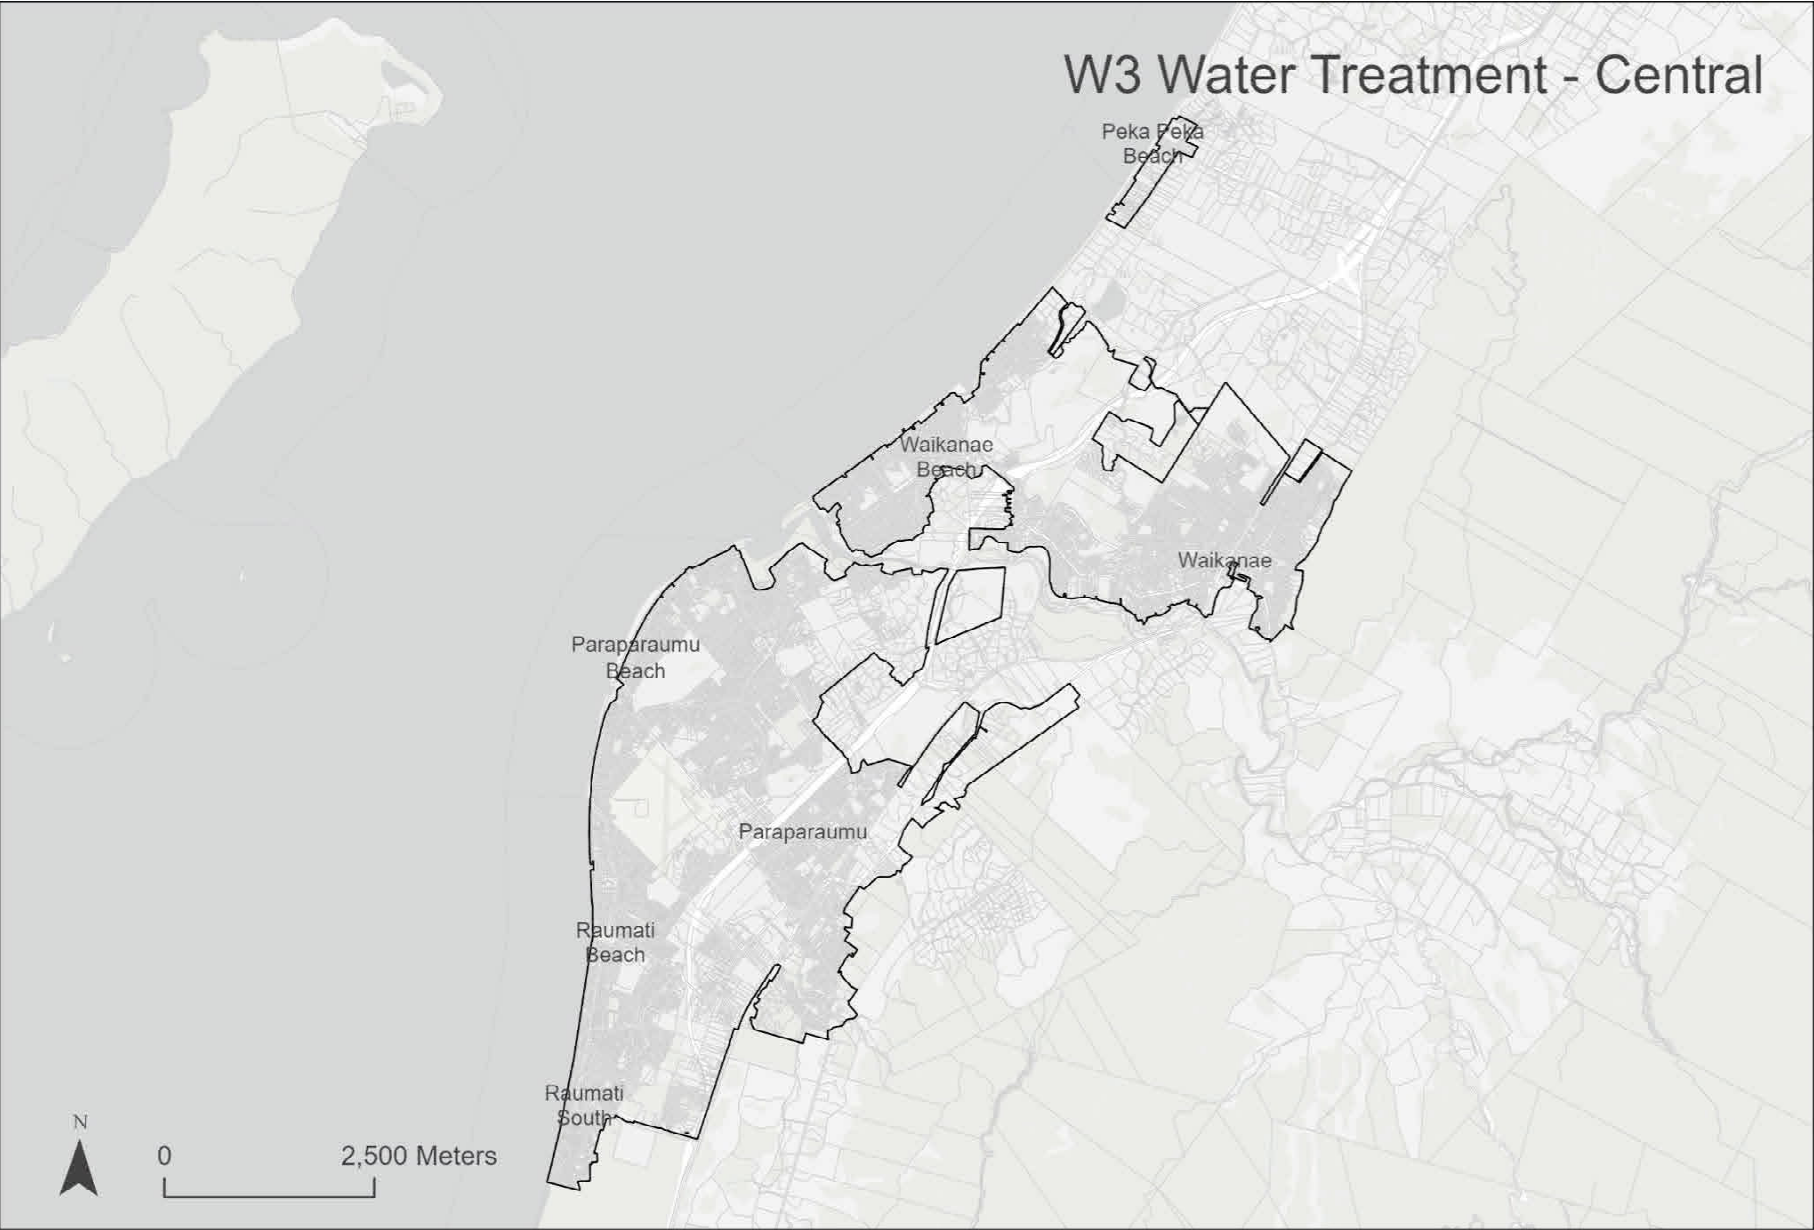 W3 Water Treatment - Central
Peka Peka
Beach
Waikanae
Beach
Waikanae
Paraparaumu
Beach
Paraparaumu
Raumati
Beach
Raumati
South
N
0
2,500 Meters